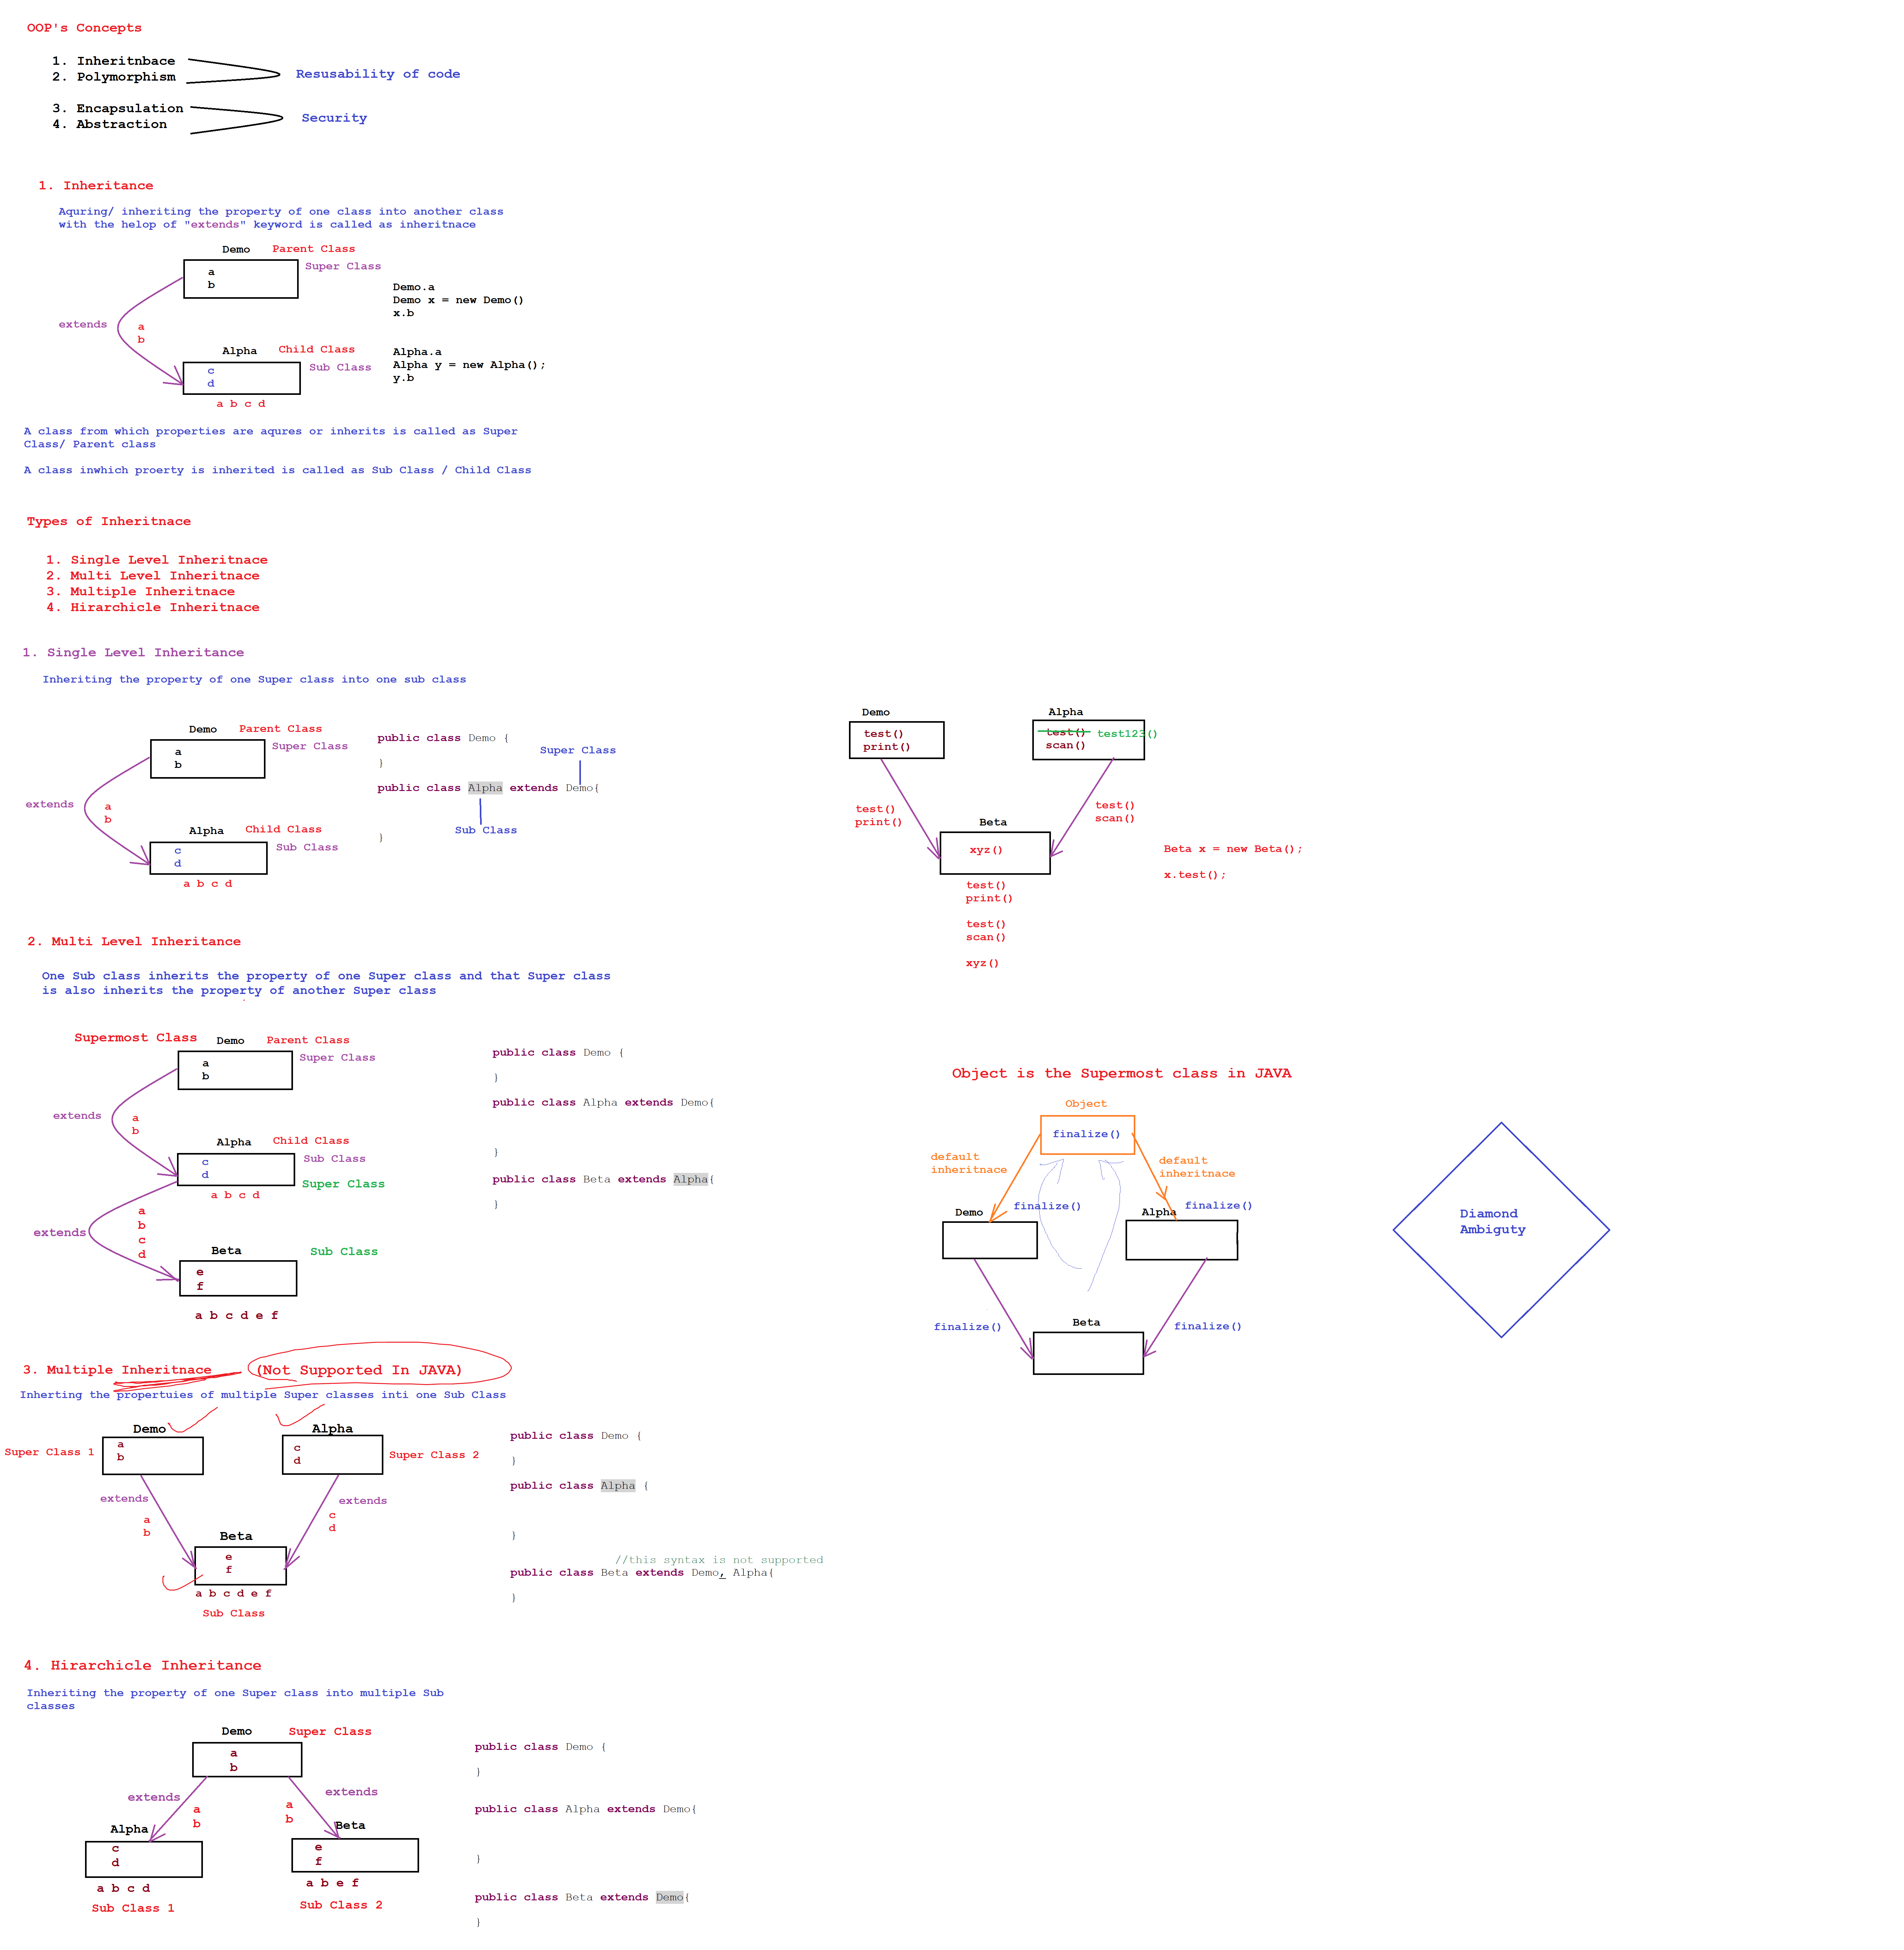 OOP's Concepts
1. Inheritnbace
2. Polymorphism
Resusability of code
3. Encapsulation
4. Abstraction
Security
1. Inheritance
Aquring/ inheriting the property of one class into another class
with the helop of "extends" keyword is called as inheritnace
Demo
Parent Class
Super Class
a
b
extends
a
b
Alpha
Child Class
Sub Class
c
d
a b c d
Demo.a
Demo x = new Demo()
x.b
Alpha.a
Alpha y = new Alpha();
y.b
A class from which properties are aqures or inherits is called as Super
Class/ Parent class
A class inwhich proerty is inherited is called as Sub Class / Child Class
Types of Inheritnace
1. Single Level Inheritnace
2. Multi Level Inheritnace
3. Multiple Inheritnace
4. Hirarchicle Inheritnace
1. Single Level Inheritance
Inheriting the property of one Super class into one sub class
Demo
Parent Class
Super Class
a
b
extends
a
b
Alpha
Child Class
Sub Class
c
d
a b c d
public class Demo {
}
Super Class
public class Alpha extends Demo{
Sub Class
}
Demo
test()
print()
Alpha
test()
scan()
test123()
test()
print()
test()
scan()
Beta
xyz()
test()
print()
test()
scan()
xyz()
Beta x = new Beta();
x.test();
2. Multi Level Inheritance
One Sub class inherits the property of one Super class and that Super class
is also inherits the property of another Super class
Supermost Class
Demo
Parent Class
Super Class
a
b
extends
a
b
Alpha
Child Class
Sub Class
c
d
Super Class
a b c d
extends
a
b
c
d
Beta
Sub Class
e
f
a b c d e f
public class Demo {
}
public class Alpha extends Demo{
}
public class Beta extends Alpha{
}
Object is the Supermost class in JAVA
Object
finalize()
default
inheritnace
default
inheritnace
finalize()
finalize()
Demo
Alpha
finalize()
finalize()
Beta
Diamond
Ambiguty
3. Multiple Inheritnace (Not Supported In JAVA)
Inherting the propertuies of multiple Super classes inti one Sub Class
Demo
Alpha
Super Class 1
a
b
c
d
Super Class 2
extends
extends
a
b
c
d
Beta
e
f
a b c d e f
Sub Class
public class Demo {
}
public class Alpha {
}
//this syntax is not supported
public class Beta extends Demo, Alpha{
}
4. Hirarchicle Inheritance
Inheriting the property of one Super class into multiple Sub
classes
Demo
Super Class
a
b
extends
extends
a
b
a
b
Alpha
Beta
c
d
e
f
a b c d
a b e f
Sub Class 1
Sub Class 2
public class Demo {
}
public class Alpha extends Demo{
}
public class Beta extends Demo{
}